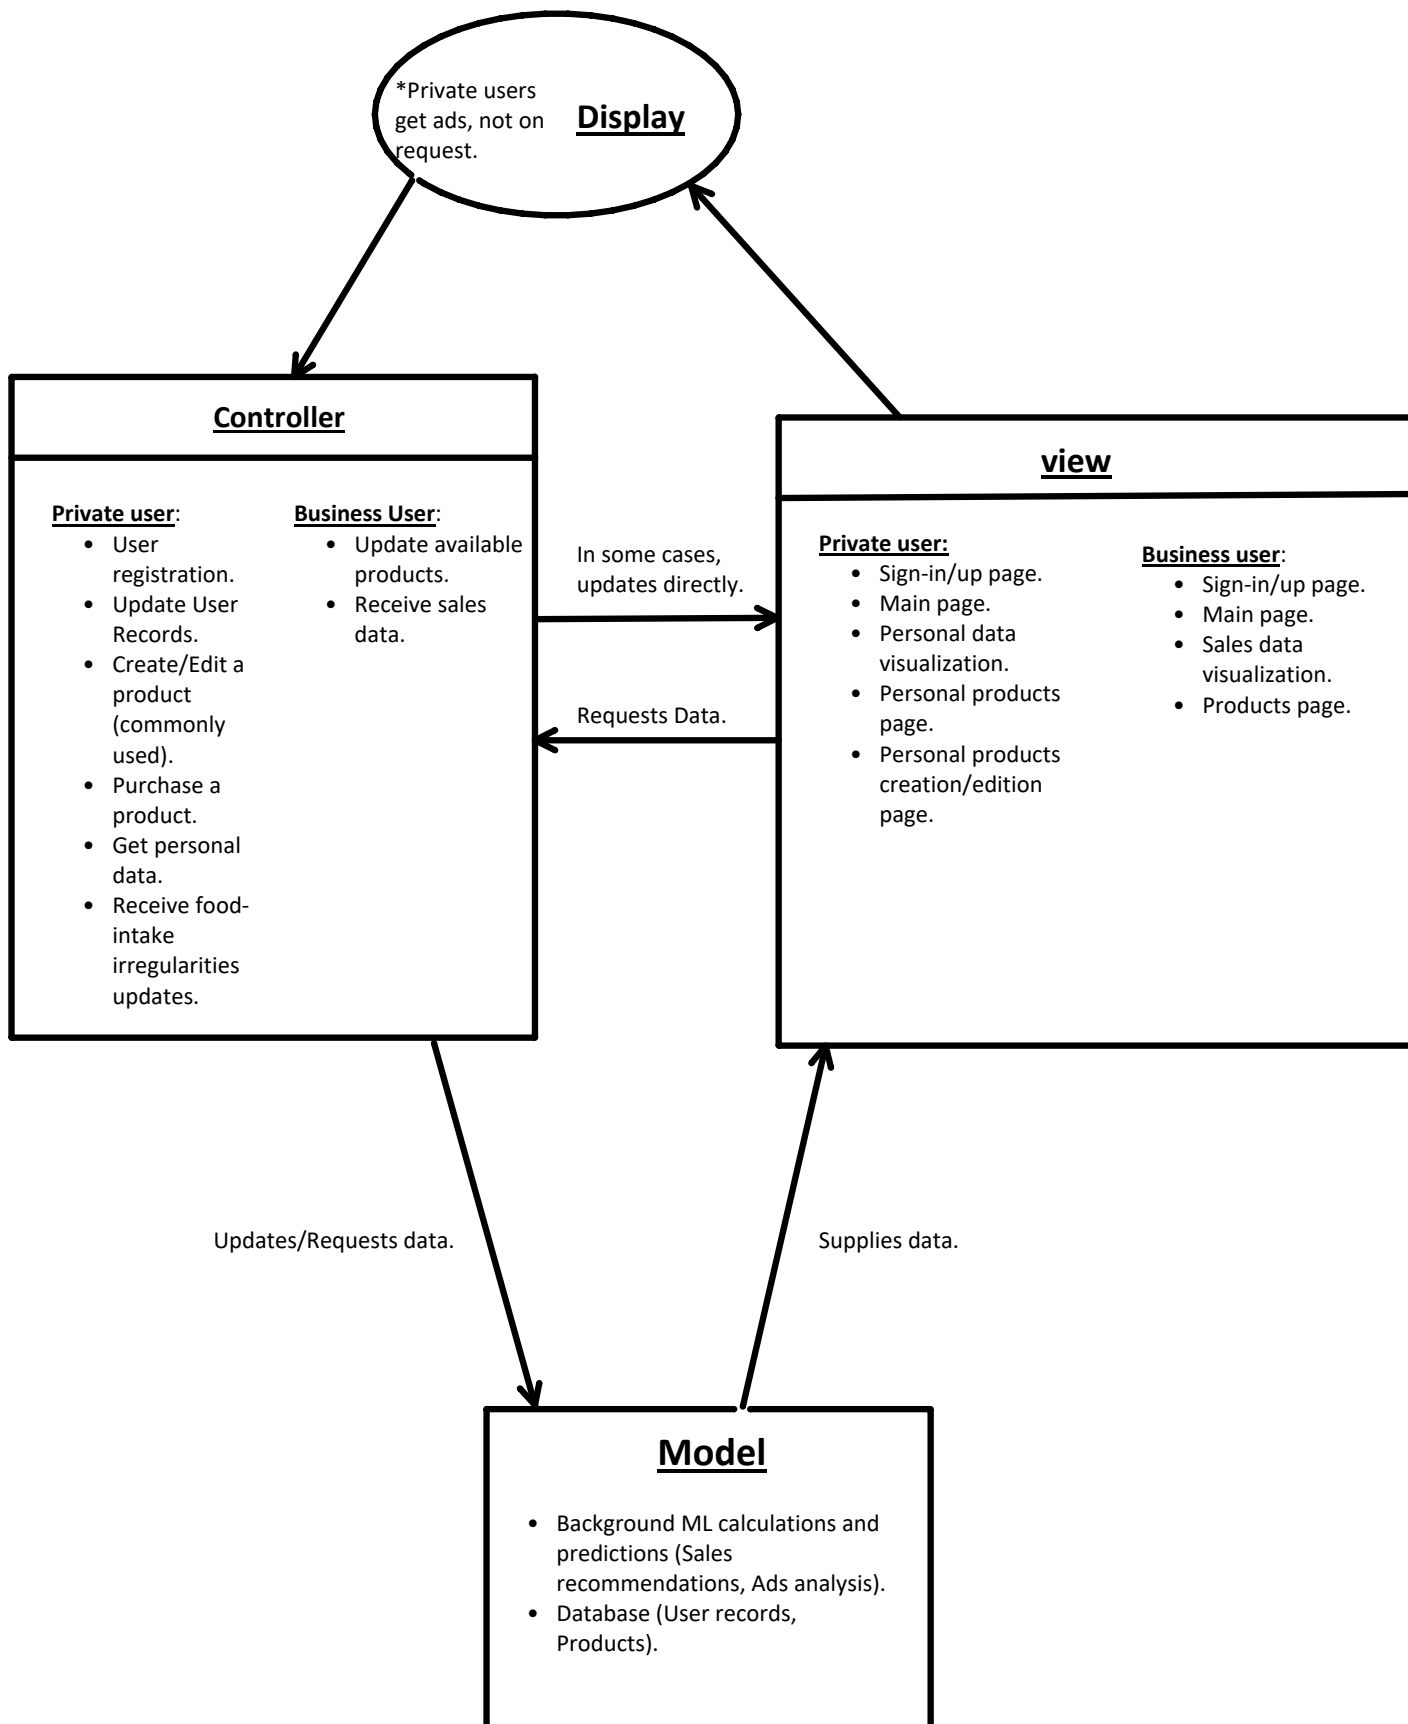 *Private users
get ads, not on
request.
Display
Controller
Private user:
• User
registration.
• Update User
Records.
• Create/Edit a
product
(commonly
used).
• Purchase a
product.
• Get personal
data.
• Receive food-
intake
irregularities
updates.
Business User:
• Update available
products.
• Receive sales
data.
In some cases,
updates directly.
Requests Data.
view
Private user:
• Sign-in/up page.
• Main page.
• Personal data
visualization.
• Personal products
page.
• Personal products
creation/edition
page.
Business user:
• Sign-in/up page.
• Main page.
• Sales data
visualization.
• Products page.
Updates/Requests data.
Supplies data.
Model
• Background ML calculations and
predictions (Sales
recommendations, Ads analysis).
• Database (User records,
Products).